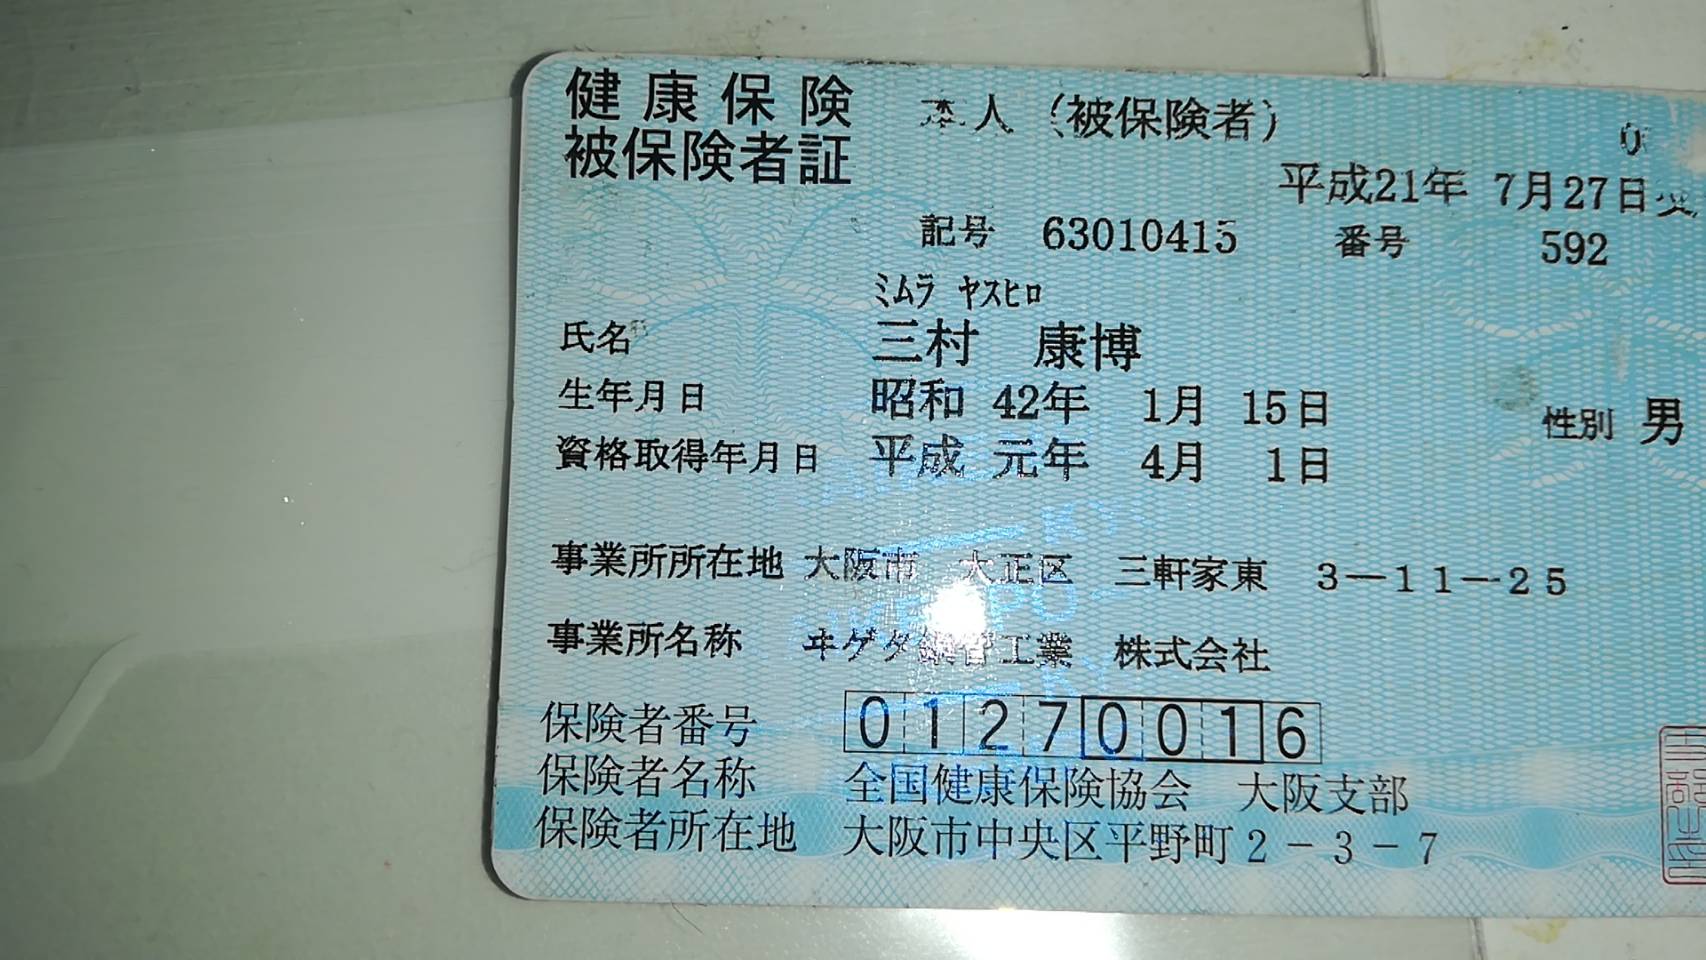 健康保険 本人（被保険者）
被保険者証
平成21年 7月27日交
記号 63010415 番号 592
ﾐﾑﾗ ﾔｽﾋﾛ
氏名 三村 康博
生年月日 昭和 42年 1月 15日 性別 男
資格取得年月日 平成 元年 4月 1日
事業所所在地 大阪市 大正区 三軒家東 3－11－25
事業所名称 ヰゲタ鋼管工業 株式会社
保険者番号 01270016
保険者名称 全国健康保険協会 大阪支部
保険者所在地 大阪市中央区平野町2－3－7